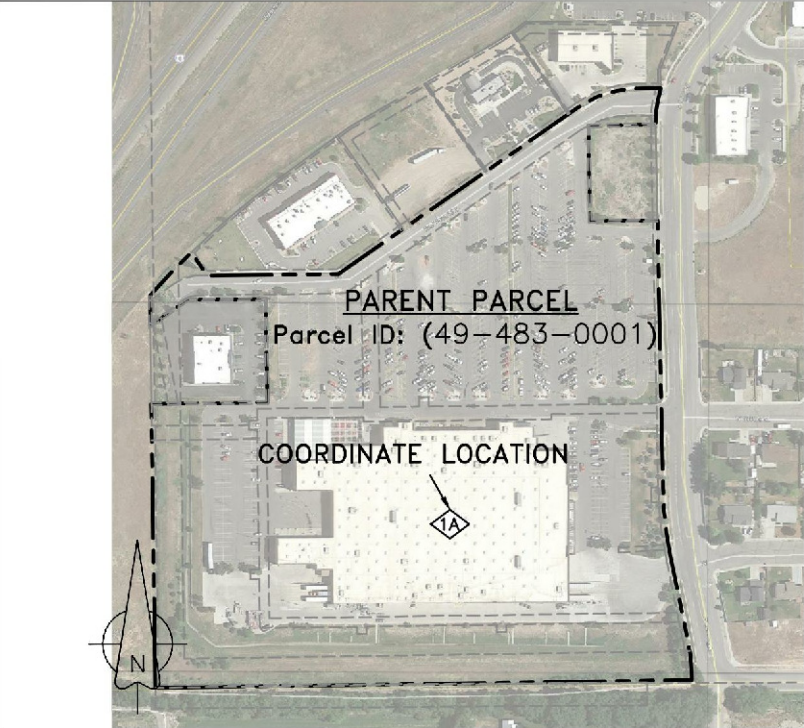 PARENT PARCEL
Parcel ID: (49-483-0001)
COORDINATE LOCATION
1A
N